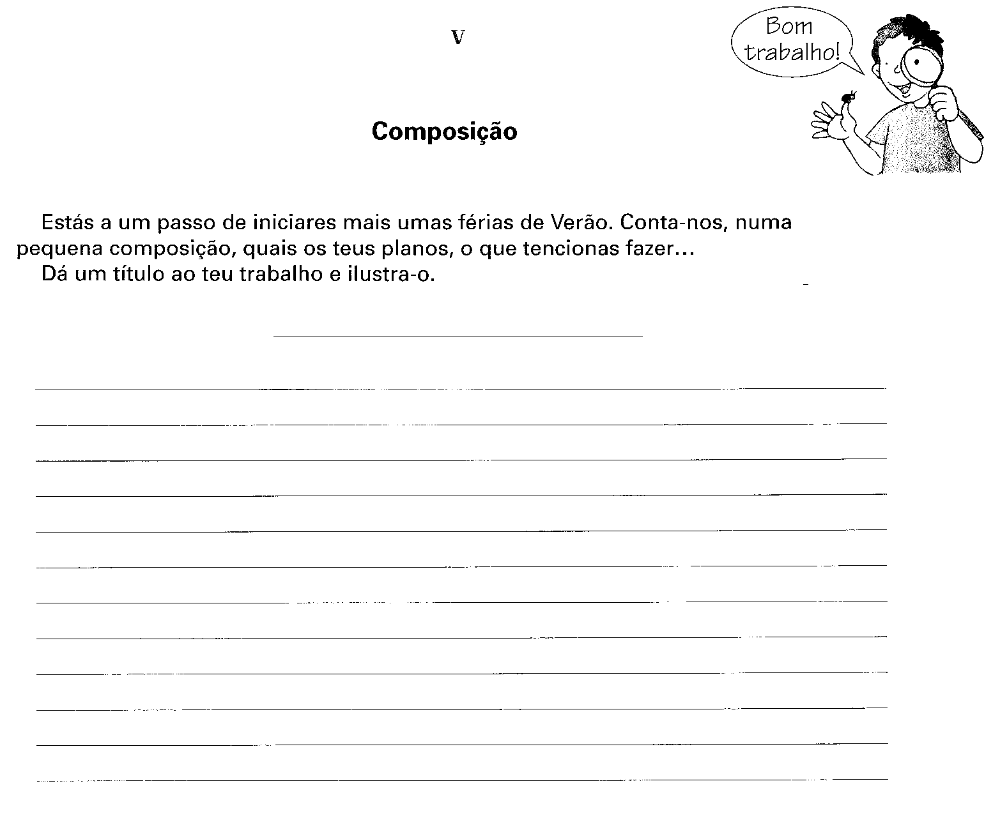 V
Bom
trabalho!
Composição
Estás a um passo de iniciares mais umas férias de Verão. Conta-nos, numa
pequena composição, quais os teus planos, o que tencionas fazer...
Dá um título ao teu trabalho e ilustra-o.